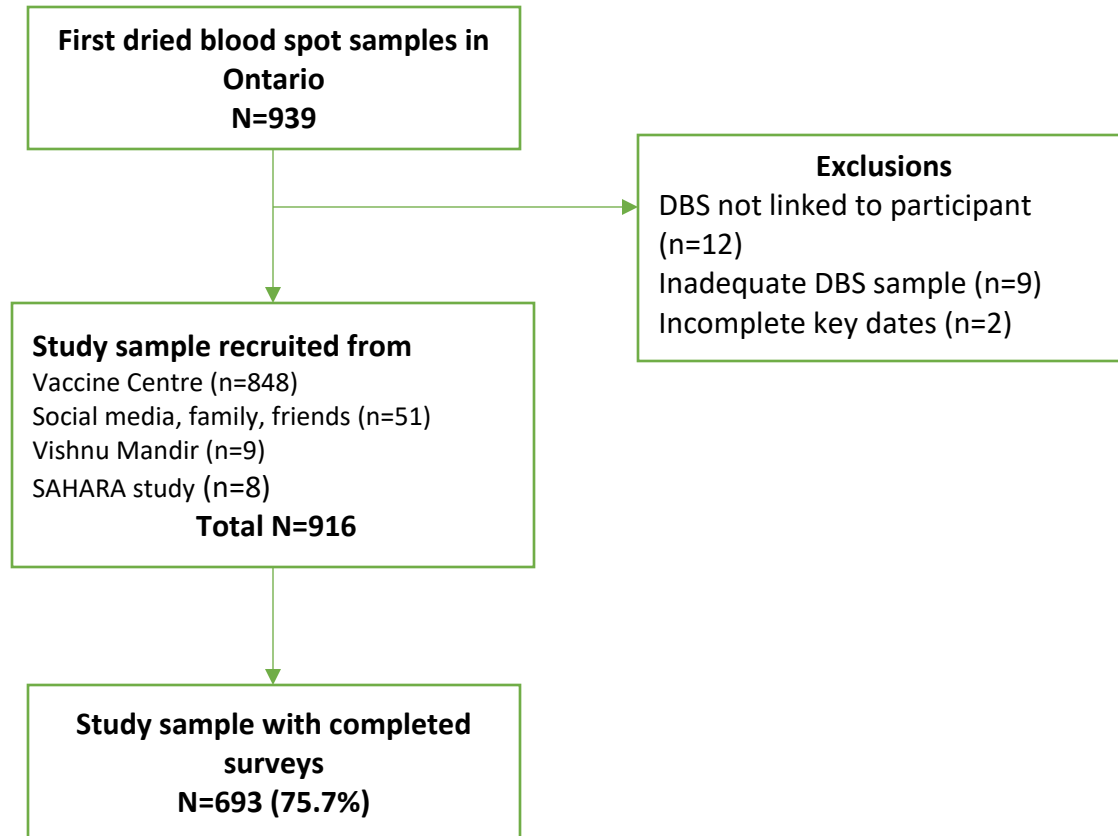 First dried blood spot samples in
Ontario
N=939
Exclusions
DBS not linked to participant
(n=12)
Inadequate DBS sample (n=9)
Incomplete key dates (n=2)
Study sample recruited from
Vaccine Centre (n=848)
Social media, family, friends (n=51)
Vishnu Mandir (n=9)
SAHARA study (n=8)
Total N=916
Study sample with completed
surveys
N=693 (75.7%)